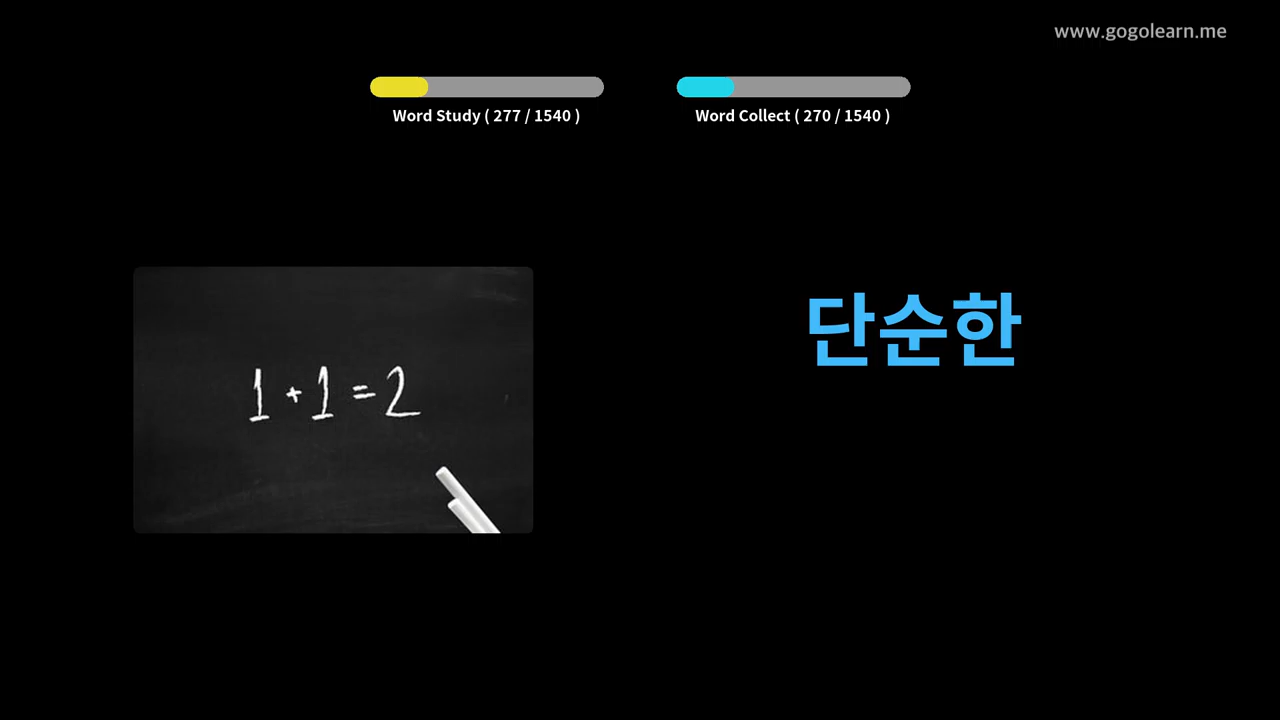 www.gogolearn.me
Word Study ( 277 / 1540 )
Word Collect ( 270 / 1540 )
단순한
1 + 1 = 2